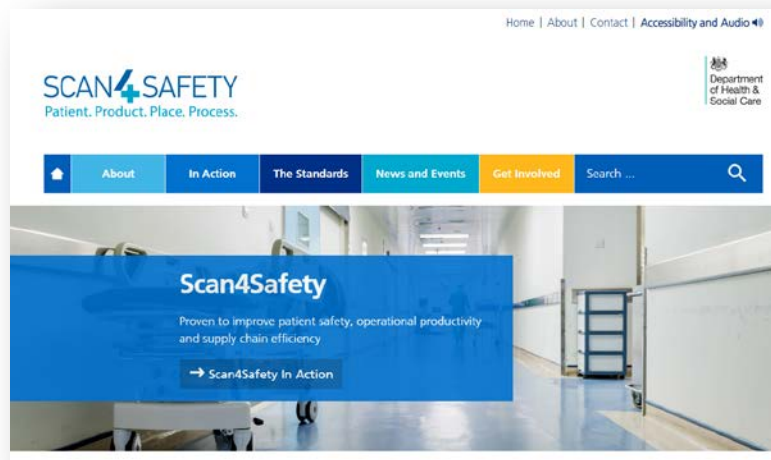 Home | About | Contact | Accessibility and Audio
SCAN4SAFETY
Patient. Product. Place. Process.
Department
of Health &
Social Care
About In Action The Standards News and Events Get Involved Search ...
Scan4Safety
Proven to improve patient safety, operational productivity
and supply chain efficiency
→ Scan4Safety In Action